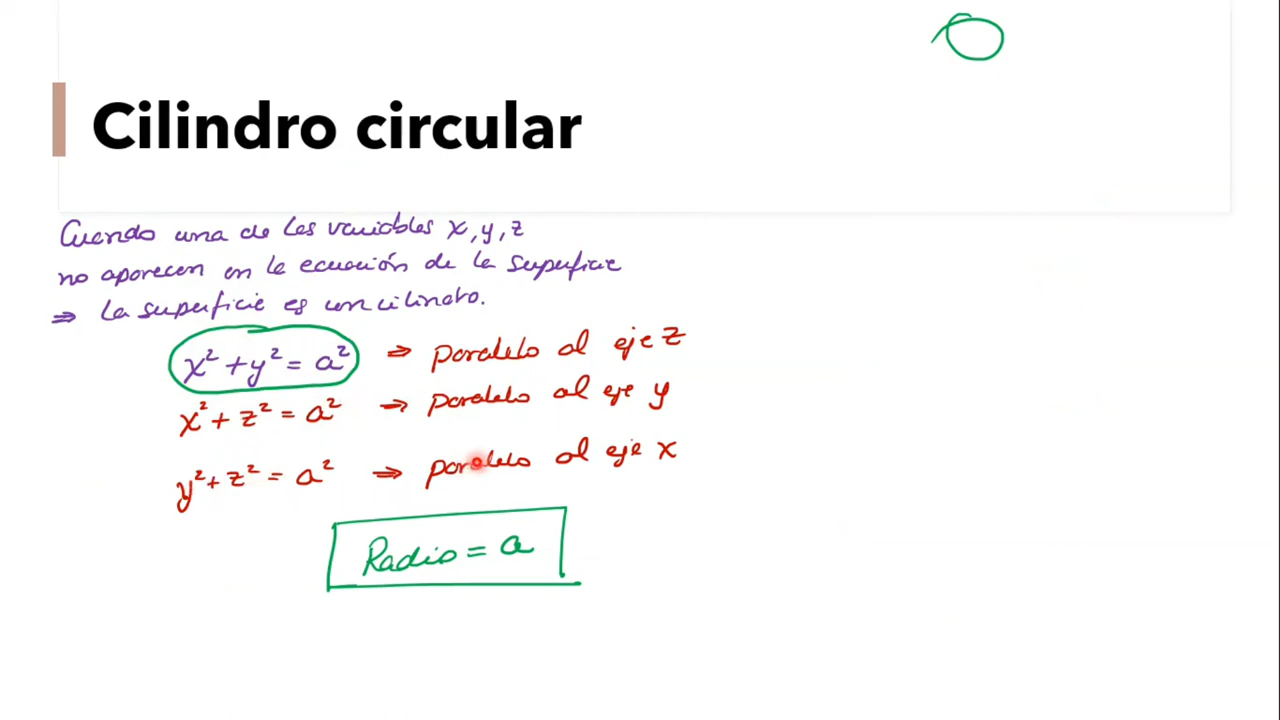 Cilindro circular
Cuando una de las variables x, y, z
no aparecen en la ecuación de la superficie
⇒ la superficie es un cilindro.
x² + y² = a² ⇒ paralelo al eje z
x² + z² = a² → paralelo al eje y
y² + z² = a² ⇒ paralelo al eje x
Radio = a